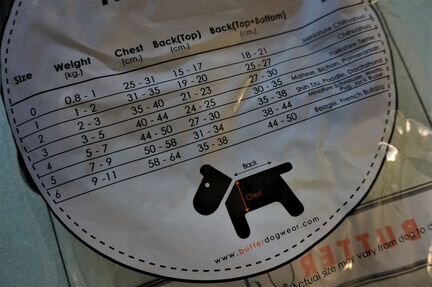 Size Weight (kg.) Chest (cm.) Back(Top) (cm.) Back(Top+Bottom) (cm.)
0 0.8 - 1 25 - 31 15 - 17 18 - 21 Miniature Chihuahua
1 1 - 2 31 - 35 19 - 20 25 - 27 Chihuahua
2 2 - 3 35 - 40 21 - 23 27 - 30 Yorkshire Terrier
3 3 - 5 40 - 44 24 - 25 30 - 35 Maltese, Bichon, Pomeranian
4 5 - 7 44 - 50 27 - 30 35 - 38 Shih Tzu, Poodle, Dachshund
5 7 - 9 50 - 58 31 - 34 38 - 44 Miniature Pug
6 9 - 11 58 - 64 35 - 38 44 - 50 Beagle, French Bulldog
Back
Chest
www.butterdogwear.com
BUTTER
Actual size may vary from dog to d